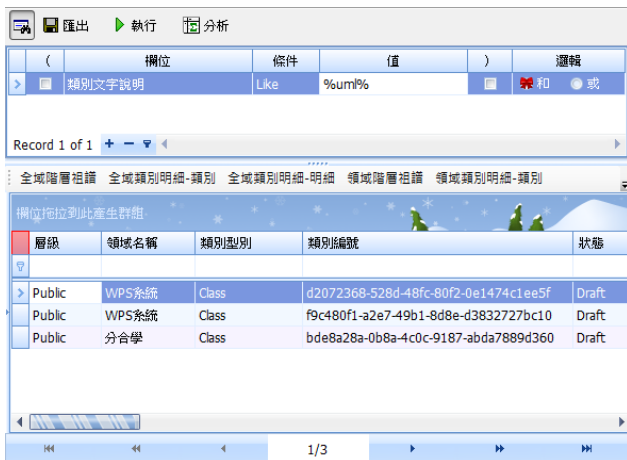 匯出 執行 分析
( 欄位 條件 值 ) 邏輯
類別文字說明 Like %uml% 和 或
Record 1 of 1
全域階層祖譜 全域類別明細-類別 全域類別明細-明細 領域階層祖譜 領域類別明細-類別
欄位拖拉到此產生群組
層級 領域名稱 類別型別 類別編號 狀態
Public WPS系統 Class d2072368-528d-48fc-80f2-0e1474c1ee5f Draft
Public WPS系統 Class f9c480f1-a2e7-49b1-8d8e-d3832727bc10 Draft
Public 分合學 Class bde8a28a-0b8a-4c0c-9187-abda7889d360 Draft
1/3